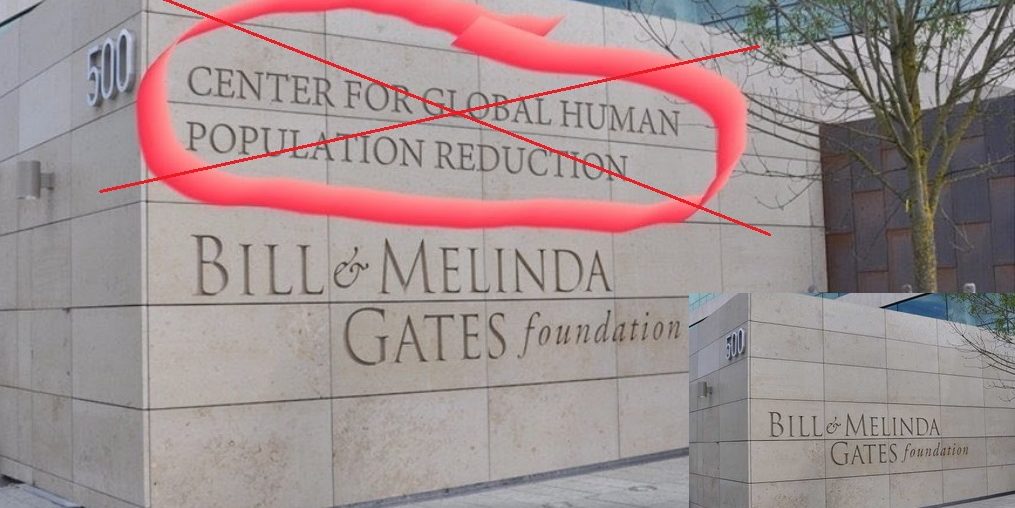 500
CENTER FOR GLOBAL HUMAN
POPULATION REDUCTION
BILL & MELINDA
GATES foundation
500
BILL & MELINDA
GATES foundation